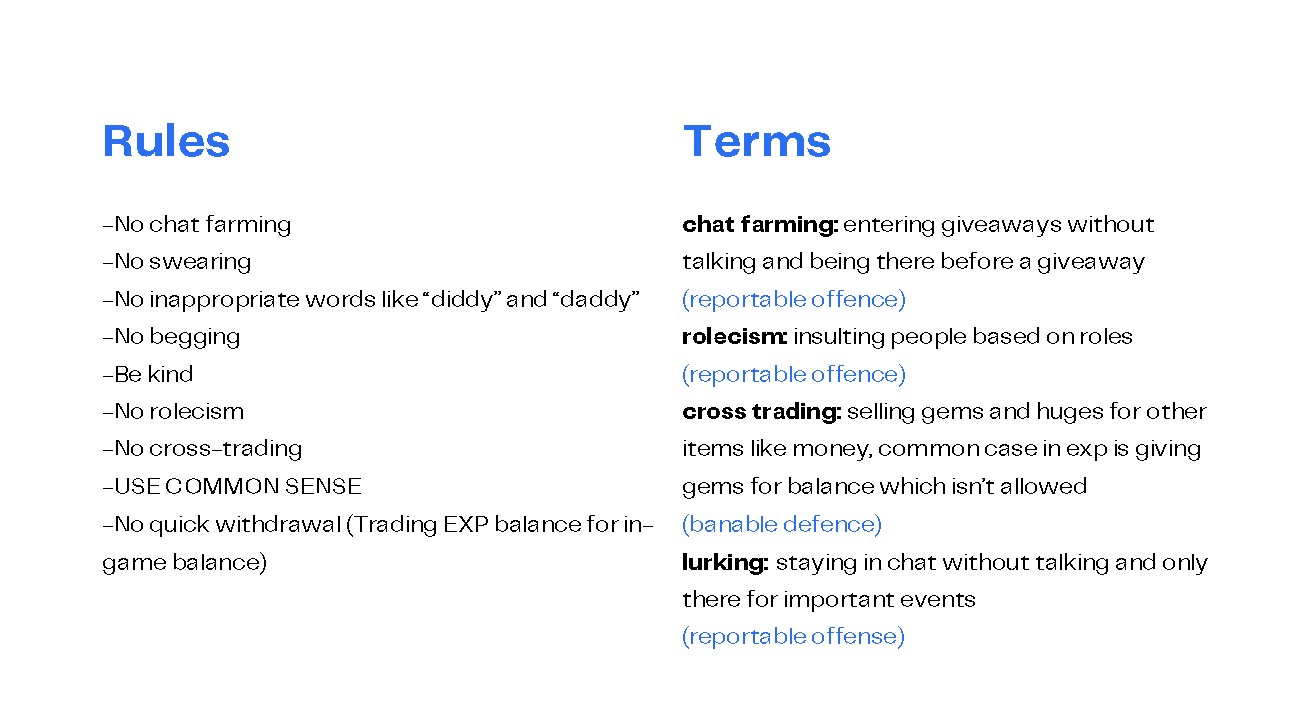 Rules
-No chat farming
-No swearing
-No inappropriate words like “diddy” and “daddy”
-No begging
-Be kind
-No rolecism
-No cross-trading
-USE COMMON SENSE
-No quick withdrawal (Trading EXP balance for in-
game balance)
Terms
chat farming: entering giveaways without
talking and being there before a giveaway
(reportable offence)
rolecism: insulting people based on roles
(reportable offence)
cross trading: selling gems and huges for other
items like money, common case in exp is giving
gems for balance which isn’t allowed
(banable defence)
lurking: staying in chat without talking and only
there for important events
(reportable offense)